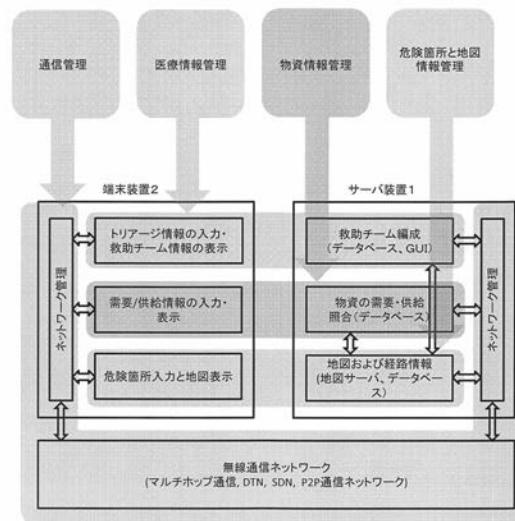 通信管理
医療情報管理
物資情報管理
危険箇所と地図
情報管理
端末装置2
サーバ装置1
ネットワーク管理
トリアージ情報の入力・
救助チーム情報の表示
需要/供給情報の入力・
表示
危険箇所入力と地図表示
救助チーム編成
(データベース、GUI)
物資の需要・供給
照合(データベース)
地図および経路情報
(地図サーバ、データベー
ス)
ネットワーク管理
無線通信ネットワーク
(マルチホップ通信, DTN, SDN, P2P通信ネットワーク)